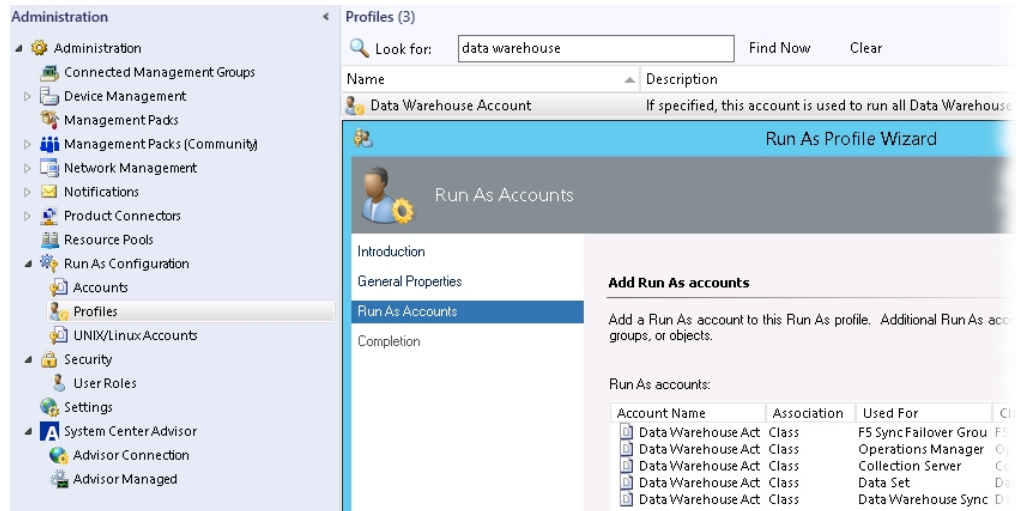 Administration
Administration
Connected Management Groups
Device Management
Management Packs
Management Packs (Community)
Network Management
Notifications
Product Connectors
Resource Pools
Run As Configuration
Accounts
Profiles
UNIX/Linux Accounts
Security
User Roles
Settings
System Center Advisor
Advisor Connection
Advisor Managed
Profiles (3)
Look for: data warehouse Find Now Clear
Name Description
Data Warehouse Account If specified, this account is used to run all Data Warehouse
Run As Profile Wizard
Run As Accounts
Introduction
General Properties
Run As Accounts
Completion
Add Run As accounts
Add a Run As account to this Run As profile. Additional Run As
groups, or objects.
Run As accounts:
Account Name Association Used For
Data Warehouse Act Class F5 Sync Failover Grou F5
Data Warehouse Act Class Operations Manager
Data Warehouse Act Class Collection Server
Data Warehouse Act Class Data Set
Data Warehouse Act Class Data Warehouse Sync